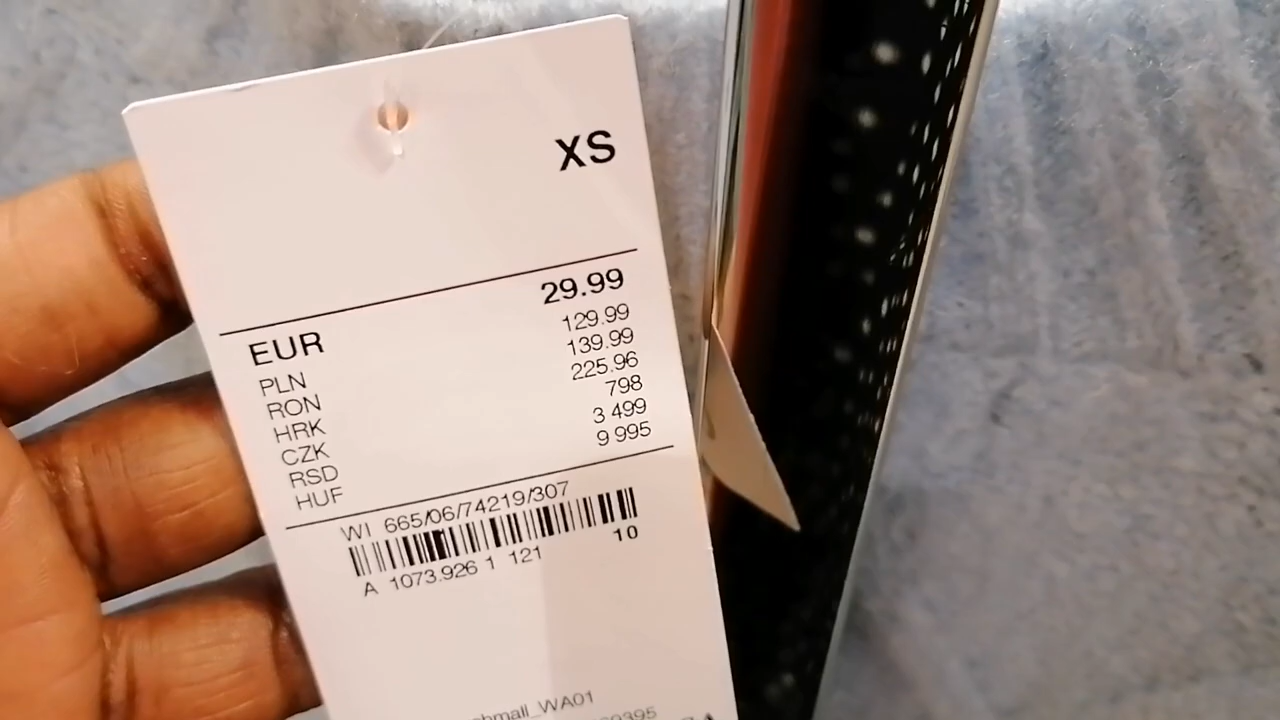 XS
EUR 29.99
PLN 129.99
RON 139.99
HRK 225.96
CZK 798
RSD 3 499
HUF 9 995
WI 665/06/74219/307
10
A 1073.926 1 121